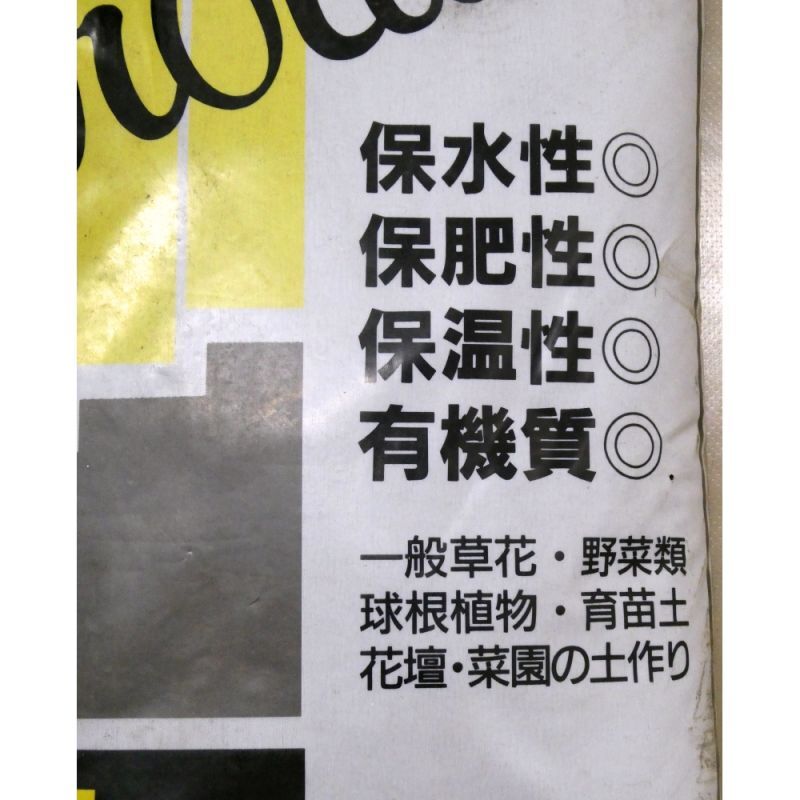 保水性◎
保肥性◎
保温性◎
有機質◎
一般草花・野菜類
球根植物・育苗土
花壇・菜園の土作り